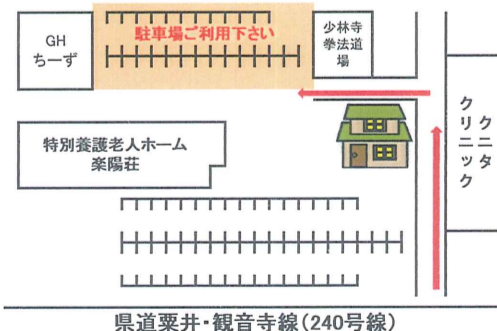 GH
ちーず
駐車場ご利用下さい
少林寺
拳法道
場
クニタ
クリニック
特別養護老人ホーム
楽陽荘
県道粟井・観音寺線(240号線)